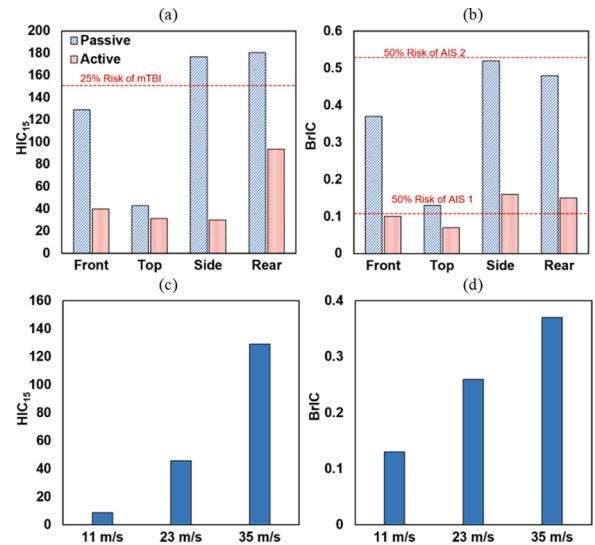 (a)
200
180
160
140
120
100
80
60
40
20
0
HIC15
Passive
Active
25% Risk of mTBI
Front Top Side Rear
(b)
0.6
0.5
0.4
0.3
0.2
0.1
0
BrIC
50% Risk of AIS 2
50% Risk of AIS 1
Front Top Side Rear
(c)
160
140
120
100
80
60
40
20
0
HIC15
11 m/s 23 m/s 35 m/s
(d)
0.4
0.3
0.2
0.1
0
BrIC
11 m/s 23 m/s 35 m/s